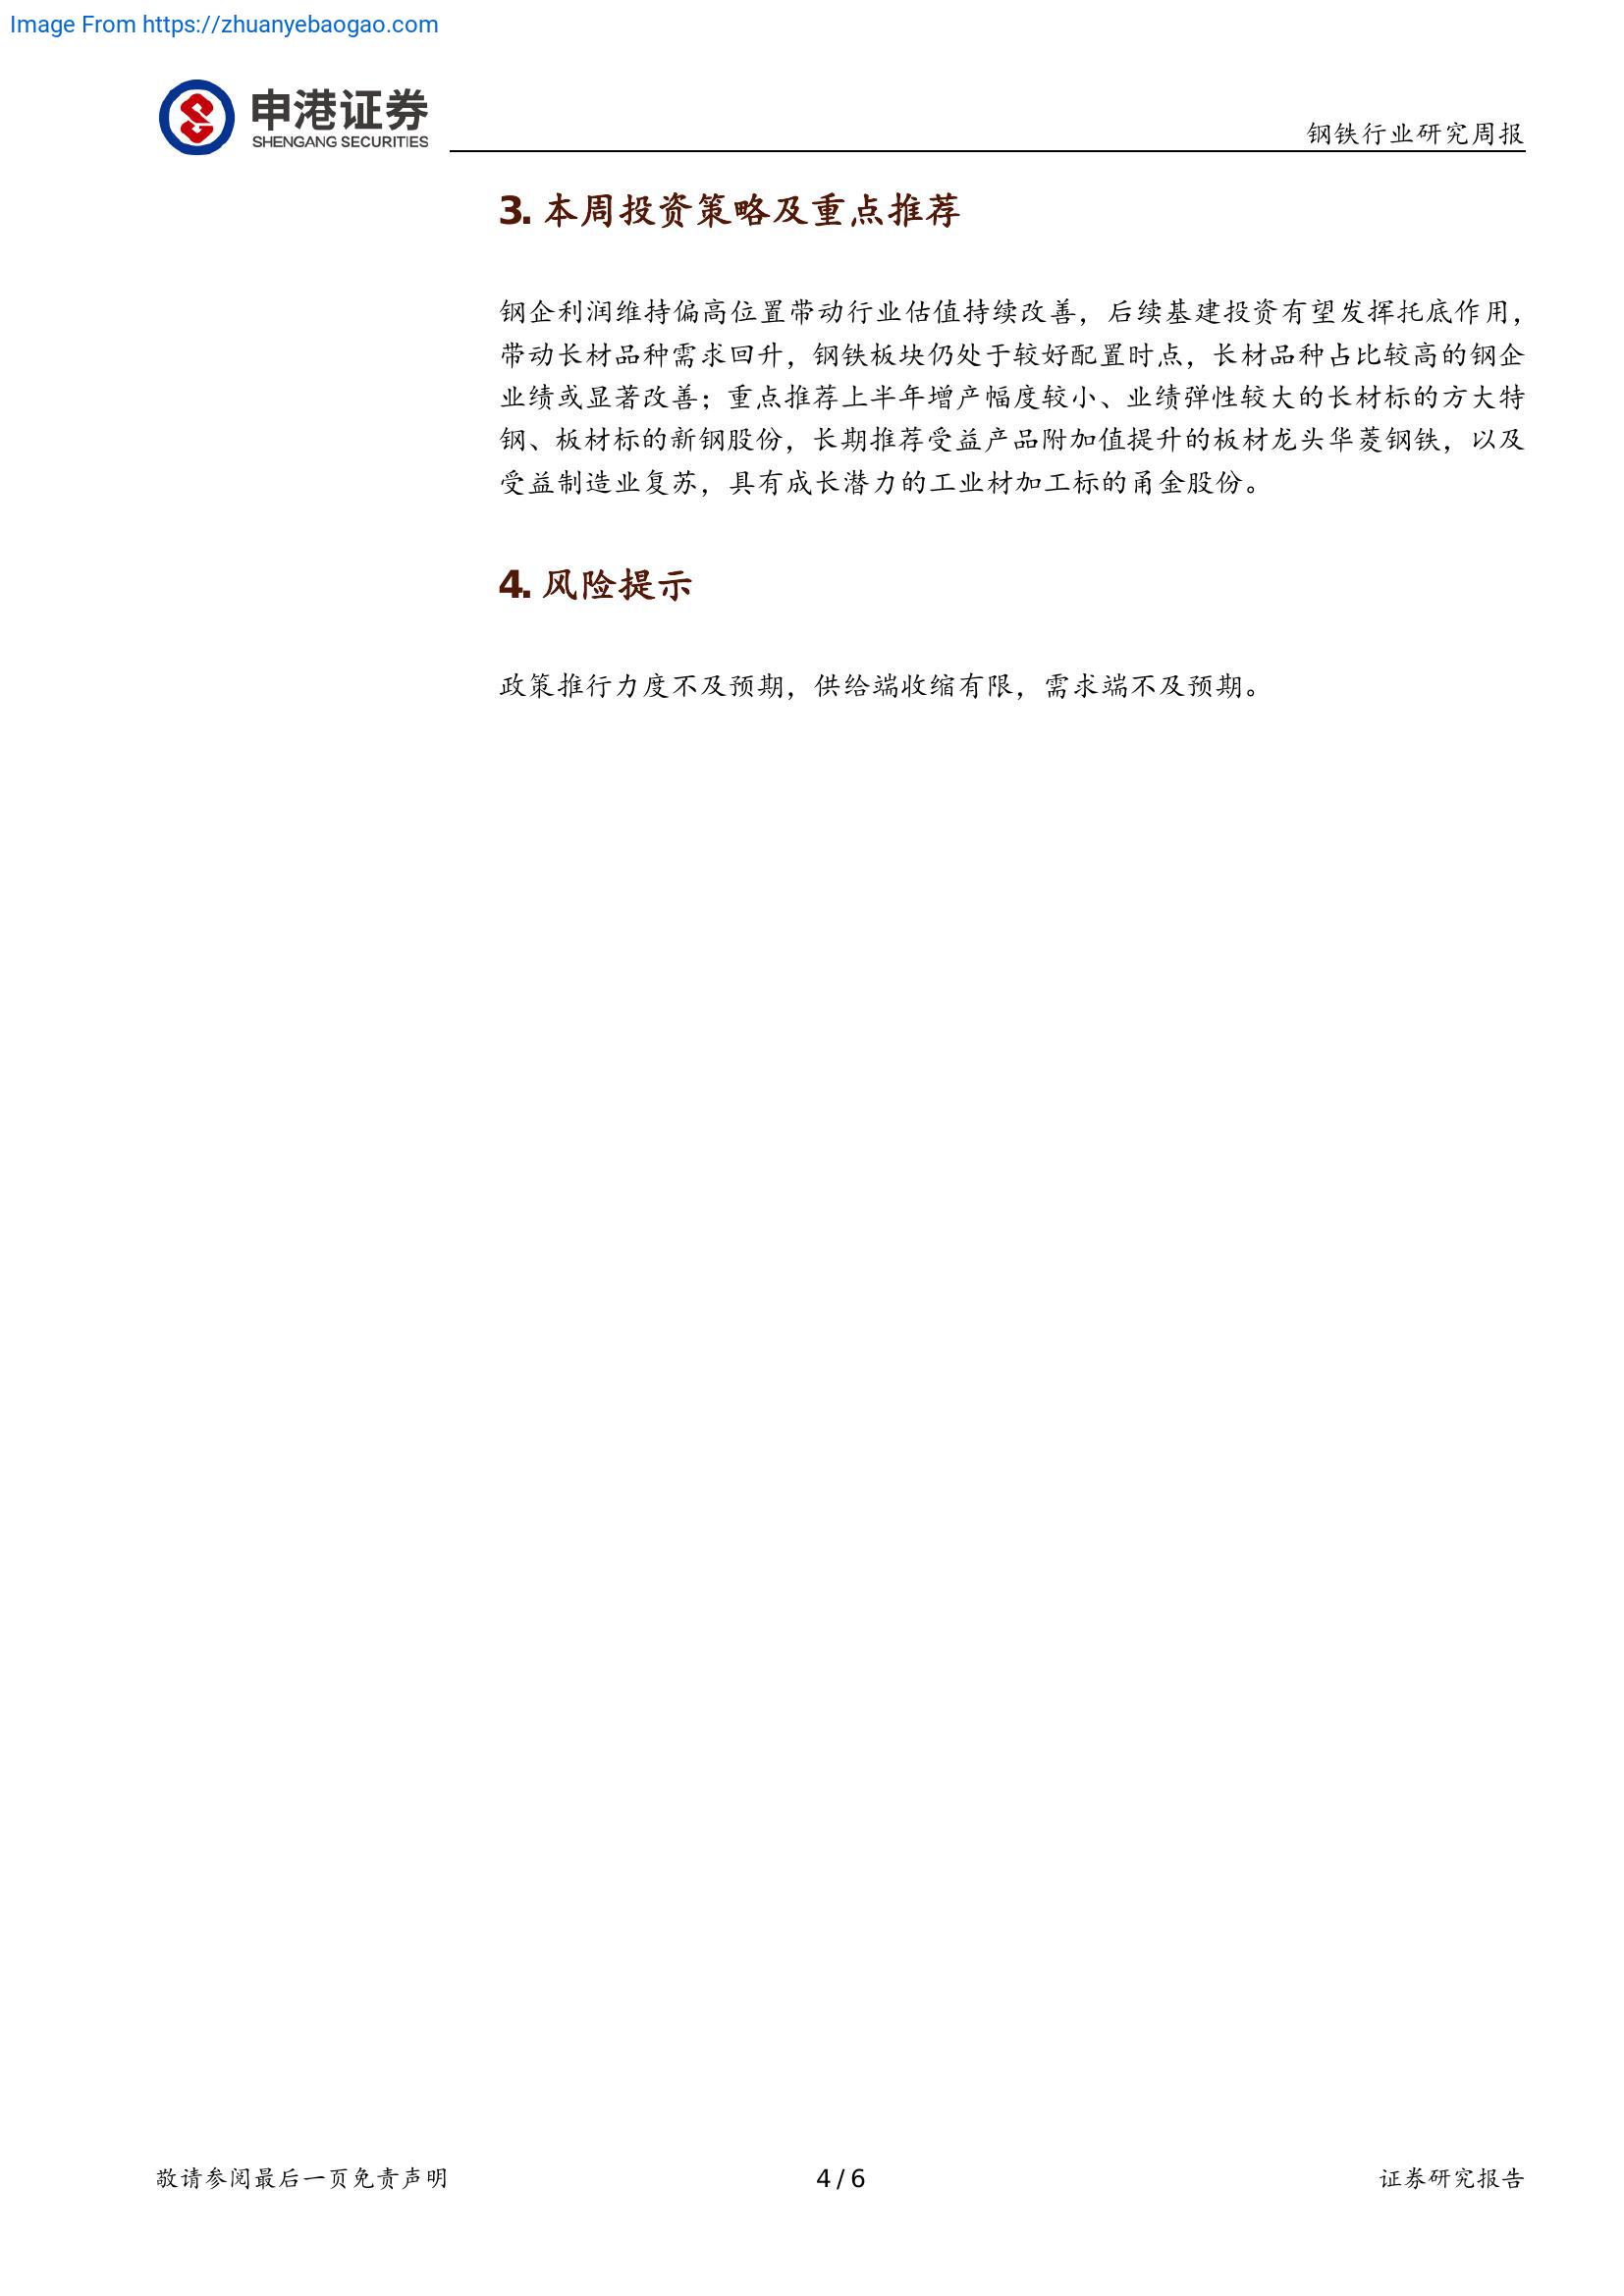 Image From https://zhuanyebaogao.com
申港证券
SHENGANG SECURITIES
钢铁行业研究周报
3. 本周投资策略及重点推荐
钢企利润维持偏高位置带动行业估值持续改善，后续基建投资有望发挥托底作用，
带动长材品种需求回升，钢铁板块仍处于较好配置时点，长材品种占比较高的钢企
业绩或显著改善；重点推荐上半年增产幅度较小、业绩弹性较大的长材标的方大特
钢、板材标的新钢股份，长期推荐受益产品附加值提升的板材龙头华菱钢铁，以及
受益制造业复苏，具有成长潜力的工业材加工标的甬金股份。
4. 风险提示
政策推行力度不及预期，供给端收缩有限，需求端不及预期。
敬请参阅最后一页免责声明
4 / 6
证券研究报告